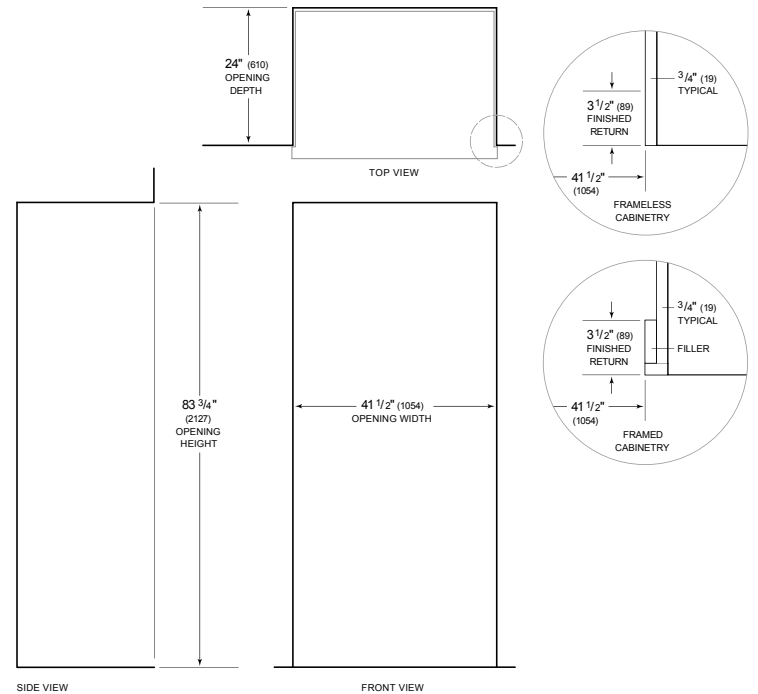 24" (610)
OPENING
DEPTH
TOP VIEW
3/4" (19)
TYPICAL
3 1/2" (89)
FINISHED
RETURN
41 1/2"
(1054)
FRAMELESS
CABINETRY
3/4" (19)
TYPICAL
3 1/2" (89)
FINISHED
RETURN
FILLER
41 1/2"
(1054)
FRAMED
CABINETRY
83 3/4"
(2127)
OPENING
HEIGHT
41 1/2" (1054)
OPENING WIDTH
SIDE VIEW
FRONT VIEW